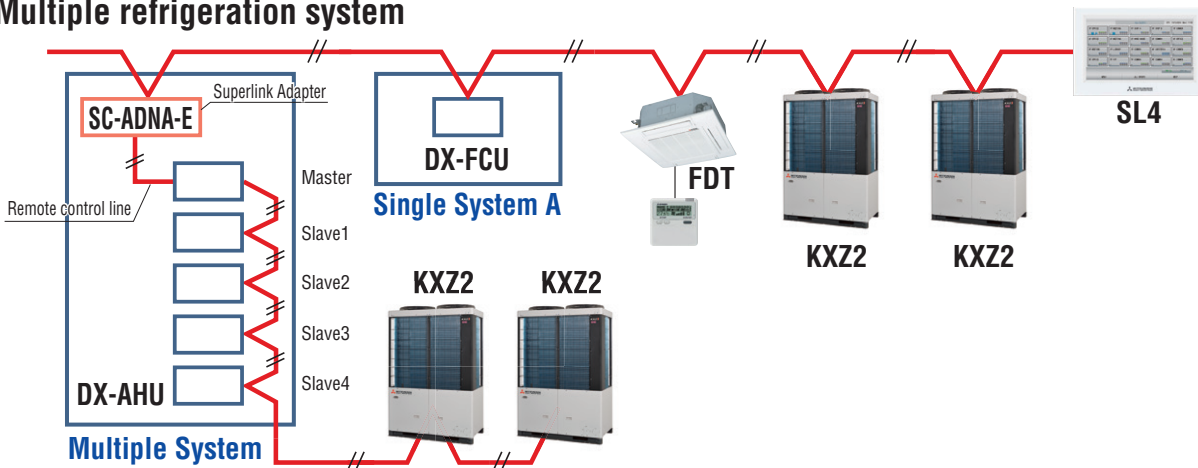 Multiple refrigeration system
Superlink Adapter
SC-ADNA-E
SL4
DX-FCU
FDT
Master
Remote control line
Single System A
Slave1
KXZ2
KXZ2
Slave2
KXZ2
KXZ2
Slave3
Slave4
DX-AHU
Multiple System